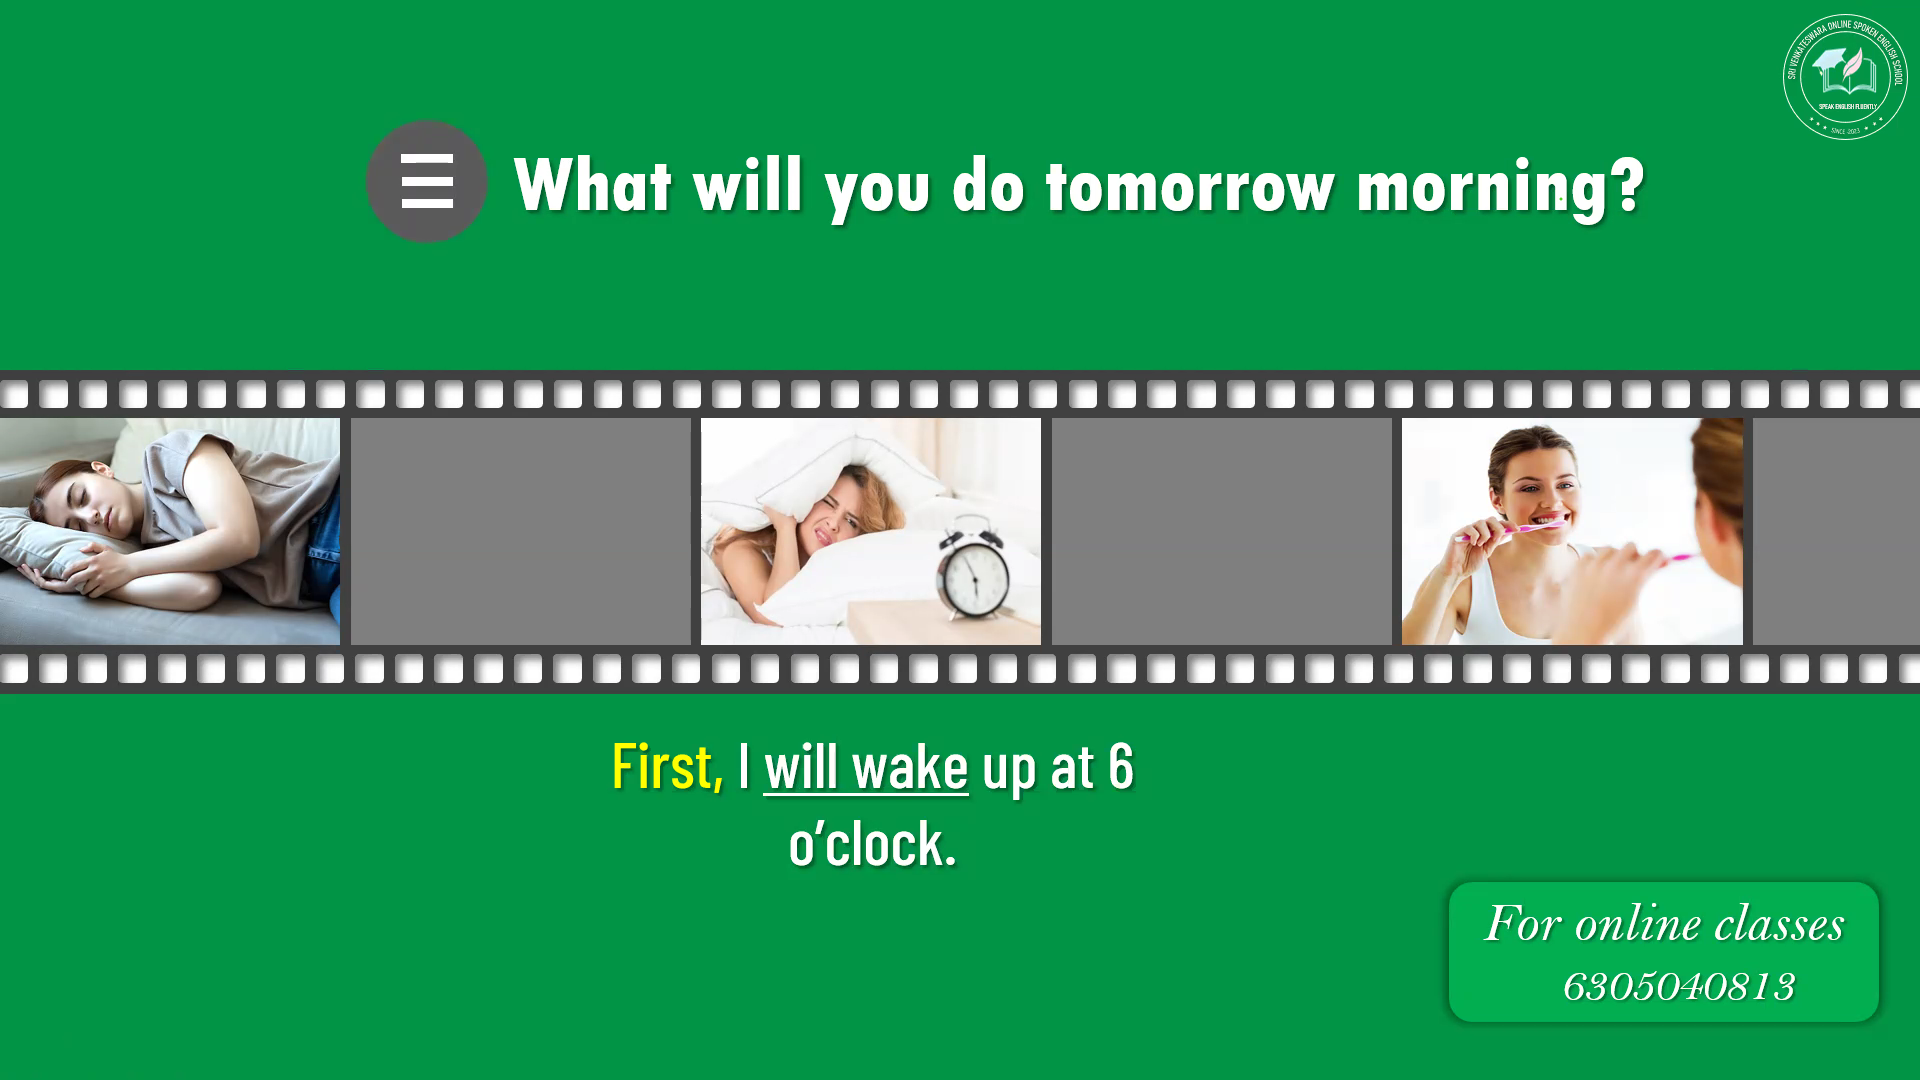 SRI VENKATESWARA ONLINE SPOKEN ENGLISH SCHOOL
SPEAK ENGLISH FLUENTLY
SINCE 2023
What will you do tomorrow morning?
First, I will wake up at 6
o’clock.
For online classes
6305040813